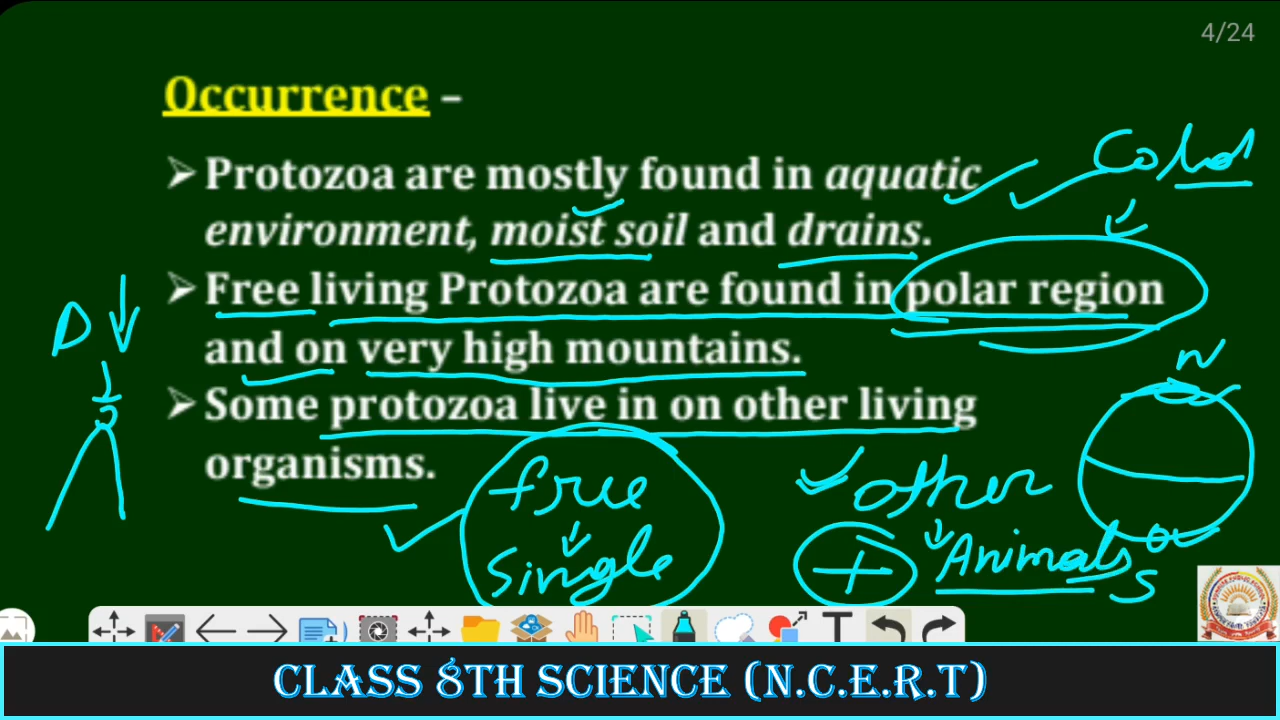 4/24
Occurrence –
➢ Protozoa are mostly found in aquatic
environment, moist soil and drains.
➢ Free living Protozoa are found in polar region
and on very high mountains.
➢ Some protozoa live in on other living
organisms.
N
D
free
Single
other
+
Animals
S
T
CLASS 8TH SCIENCE (N.C.E.R.T)